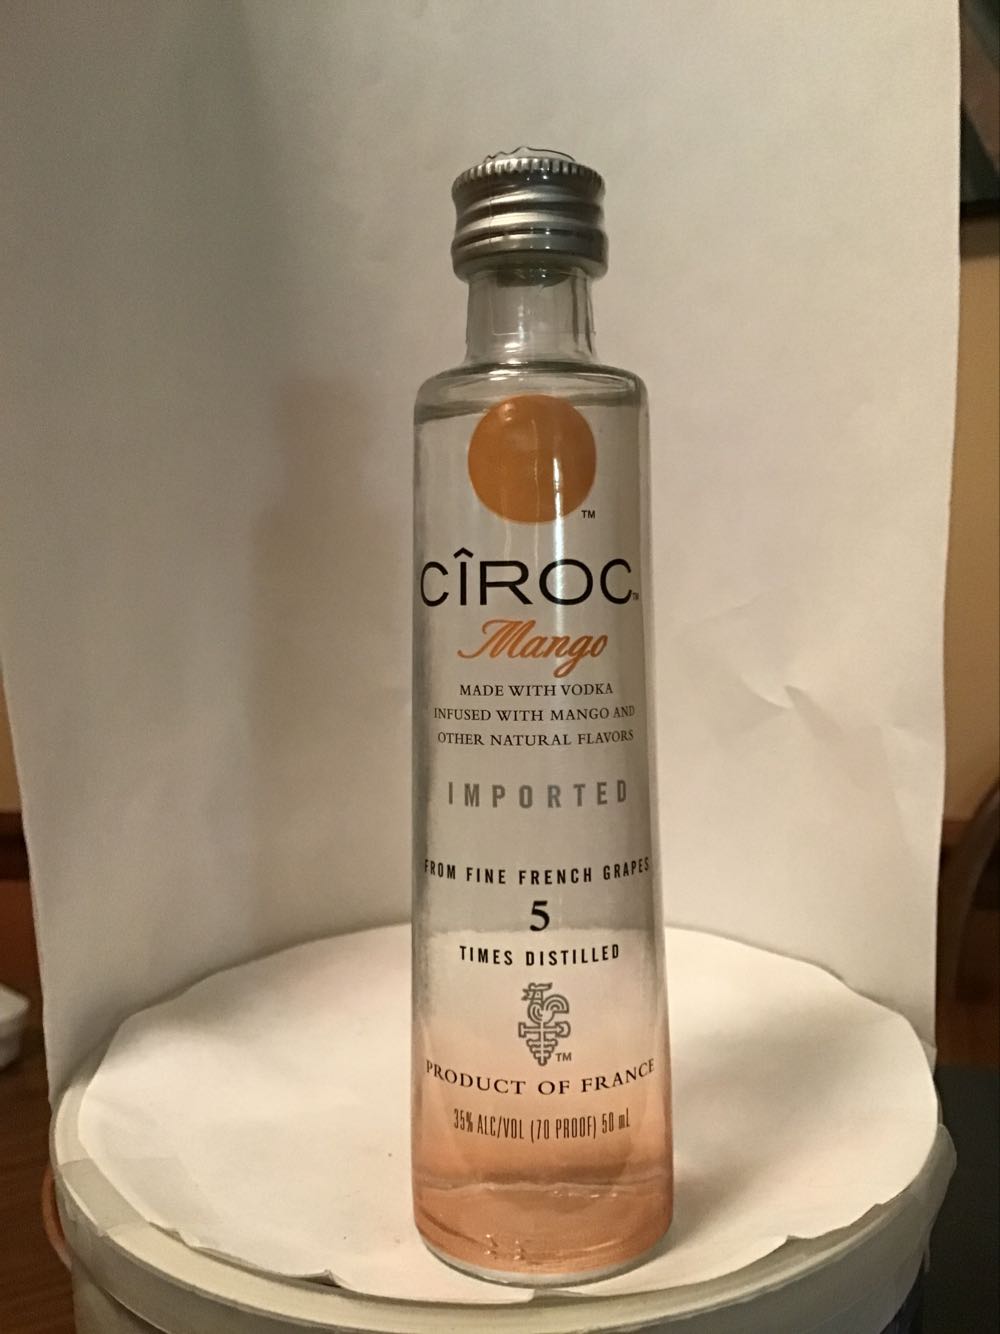 ™
CÎROC™
Mango
MADE WITH VODKA
INFUSED WITH MANGO AND
OTHER NATURAL FLAVORS
IMPORTED
FROM FINE FRENCH GRAPES
5
TIMES DISTILLED
™
PRODUCT OF FRANCE
35% ALC/VOL (70 PROOF) 50 mL